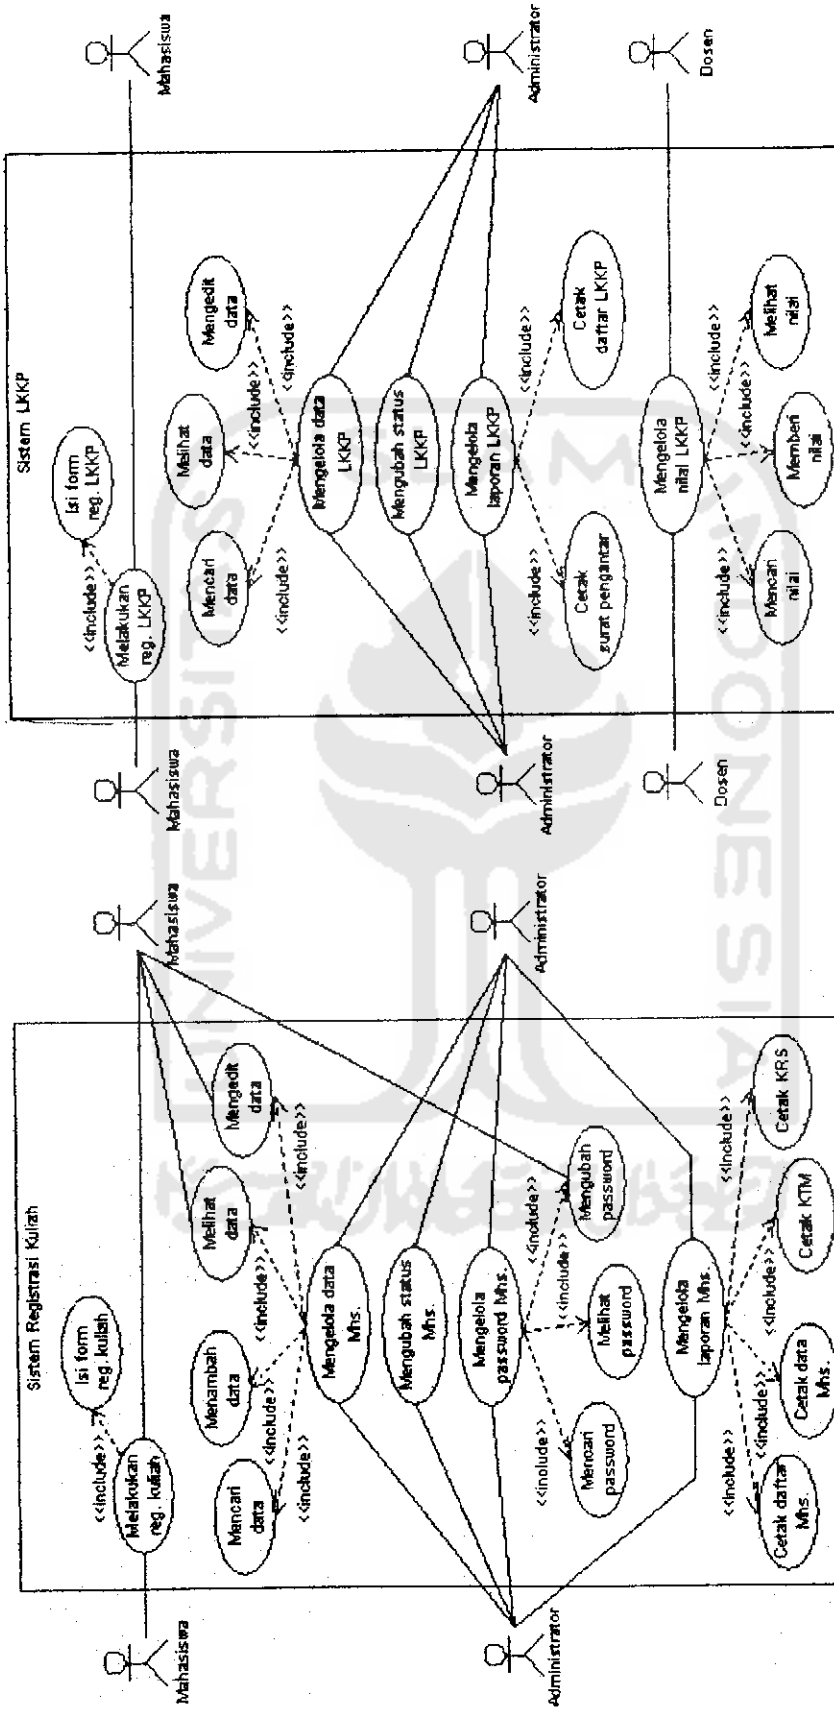 Sistem Registrasi Kuliah
Mahasiswa
Melakukan
reg. kuliah
<<include>>
Isi form
reg. kuliah
Mahasiswa
Mencari
data
Menambah
data
Melihat
data
Mengedit
data
<<include>>
<<include>>
<<include>>
<<include>>
Mengelola data
Mhs.
Mengubah status
Mhs.
Mengelola
password Mhs.
Administrator
Administrator
<<include>>
<<include>>
<<include>>
Mencari
password
Melihat
password
Mengubah
password
Mengelola
laporan Mhs.
<<include>>
<<include>>
<<include>>
<<include>>
Cetak daftar
Mhs.
Cetak data
Mhs.
Cetak KTM
Cetak KRS
Sistem LKKP
Mahasiswa
Melakukan
reg. LKKP
<<include>>
Isi form
reg. LKKP
Mahasiswa
Mencari
data
Melihat
data
Mengedit
data
<<include>>
<<include>>
<<include>>
Mengelola data
LKKP
Mengubah status
LKKP
Mengelola
laporan LKKP
Administrator
Administrator
<<include>>
<<include>>
Cetak
surat pengantar
Cetak
daftar LKKP
Dosen
Mengelola
nilai LKKP
Dosen
<<include>>
<<include>>
<<include>>
Mencari
nilai
Memberi
nilai
Melihat
nilai
UNIVERSITAS ISLAM INDONESIA